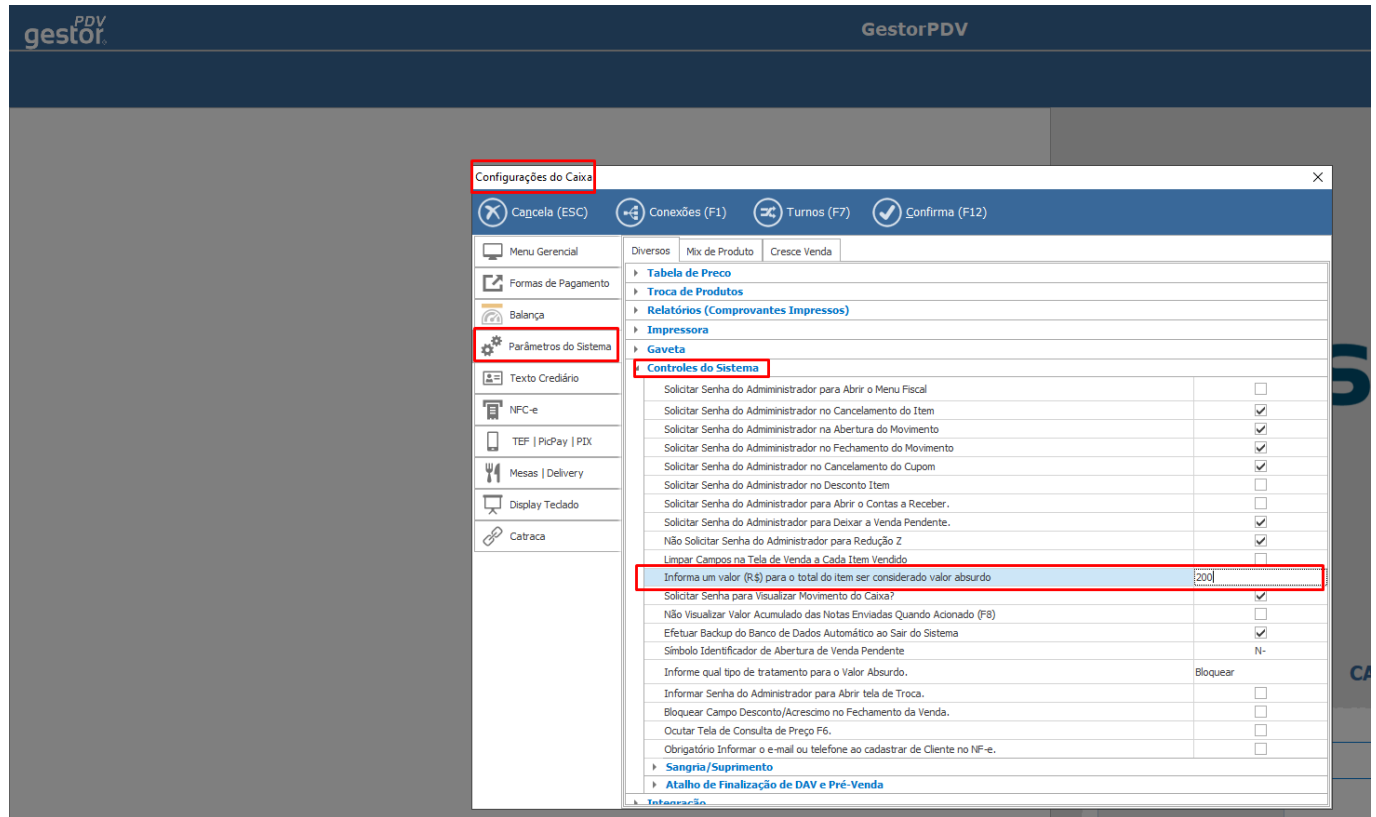 gestor PDV
GestorPDV
Configurações do Caixa
Cancela (ESC) Conexões (F1) Turnos (F7) Confirma (F12)
Menu Gerencial
Formas de Pagamento
Balança
Parâmetros do Sistema
Texto Crediário
NFC-e
TEF | PicPay | PIX
Mesas | Delivery
Display Teclado
Catraca
Diversos Mix de Produto Cresce Venda
Tabela de Preco
Troca de Produtos
Relatórios (Comprovantes Impressos)
Impressora
Gaveta
Controles do Sistema
Solicitar Senha do Admiministrador para Abrir o Menu Fiscal
Solicitar Senha do Admiministrador no Cancelamento do Item
Solicitar Senha do Admiministrador na Abertura do Movimento
Solicitar Senha do Admiministrador no Fechamento do Movimento
Solicitar Senha do Administrador no Cancelamento do Cupom
Solicitar Senha do Administrador no Desconto Item
Solicitar Senha do Administrador para Abrir o Contas a Receber.
Solicitar Senha do Administrador para Deixar a Venda Pendente.
Não Solicitar Senha do Administrador para Redução Z
Limpar Campos na Tela de Venda a Cada Item Vendido
Informa um valor (R$) para o total do item ser considerado valor absurdo 200
Solicitar Senha para Visualizar Movimento do Caixa?
Não Visualizar Valor Acumulado das Notas Enviadas Quando Acionado (F8)
Efetuar Backup do Banco de Dados Automático ao Sair do Sistema
Símbolo Identificador de Abertura de Venda Pendente N-
Informe qual tipo de tratamento para o Valor Absurdo. Bloquear
Informar Senha do Administrador para Abrir tela de Troca.
Bloquear Campo Desconto/Acrescimo no Fechamento da Venda.
Ocutar Tela de Consulta de Preço F6.
Obrigatório Informar o e-mail ou telefone ao cadastrar de Cliente no NF-e.
Sangria/Suprimento
Atalho de Finalização de DAV e Pré-Venda
Integração
S
CA